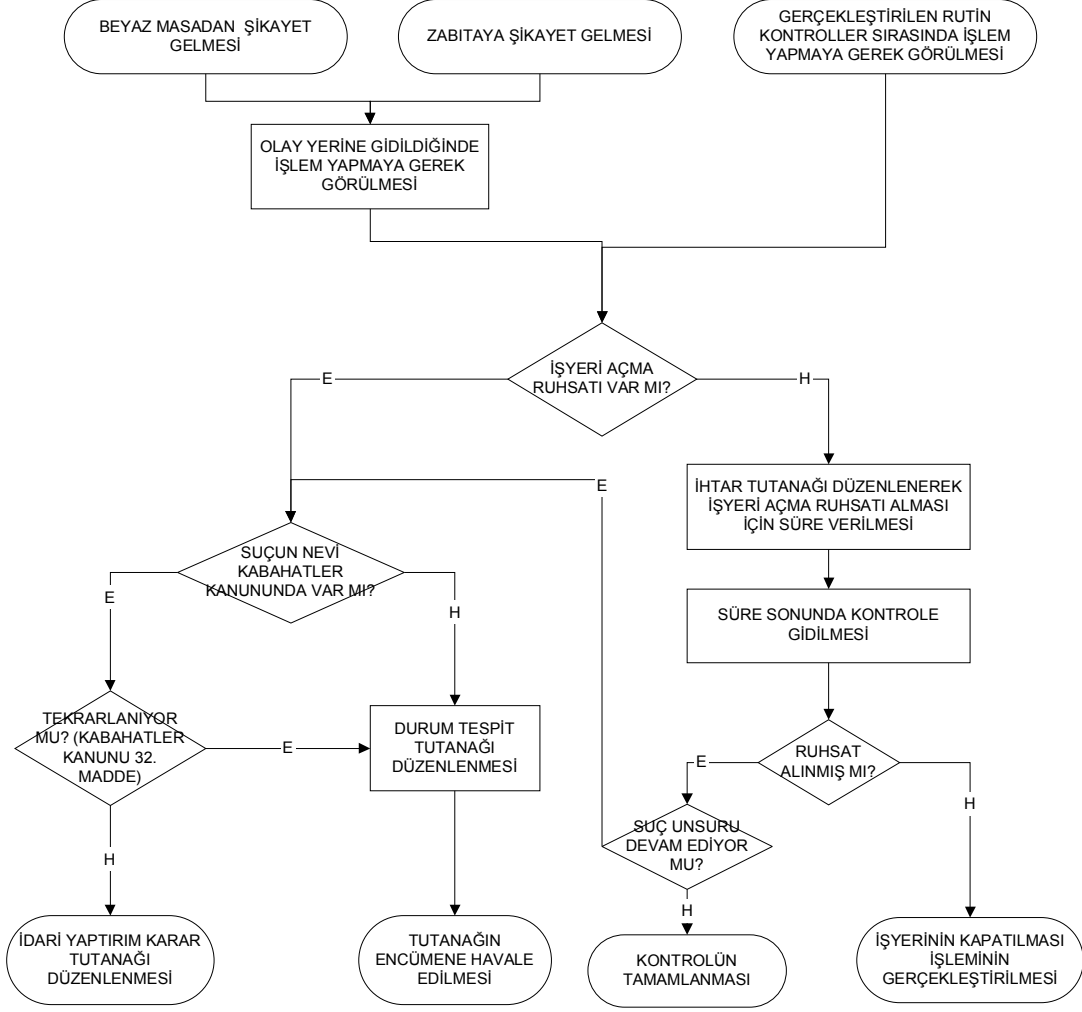 BEYAZ MASADAN ŞİKAYET
GELMESİ
ZABITAYA ŞİKAYET GELMESİ
GERÇEKLEŞTİRİLEN RUTİN
KONTROLLER SIRASINDA İŞLEM
YAPMAYA GEREK GÖRÜLMESİ
OLAY YERİNE GİDİLDİĞİNDE
İŞLEM YAPMAYA GEREK
GÖRÜLMESİ
İŞYERİ AÇMA
RUHSATI VAR MI?
E
H
İHTAR TUTANAĞI DÜZENLENEREK
İŞYERİ AÇMA RUHSATI ALMASI
İÇİN SÜRE VERİLMESİ
E
SUÇUN NEVİ
KABAHATLER
KANUNUNDA VAR MI?
E
H
SÜRE SONUNDA KONTROLE
GİDİLMESİ
TEKRARLANIYOR
MU? (KABAHATLER
KANUNU 32.
MADDE)
E
DURUM TESPİT
TUTANAĞI
DÜZENLENMESİ
RUHSAT
ALINMIŞ MI?
E
H
SUÇ UNSURU
DEVAM EDİYOR
MU?
H
H
İDARİ YAPTIRIM KARAR
TUTANAĞI
DÜZENLENMESİ
TUTANAĞIN
ENCÜMENE HAVALE
EDİLMESİ
KONTROLÜN
TAMAMLANMASI
İŞYERİNİN KAPATILMASI
İŞLEMİNİN
GERÇEKLEŞTİRİLMESİ